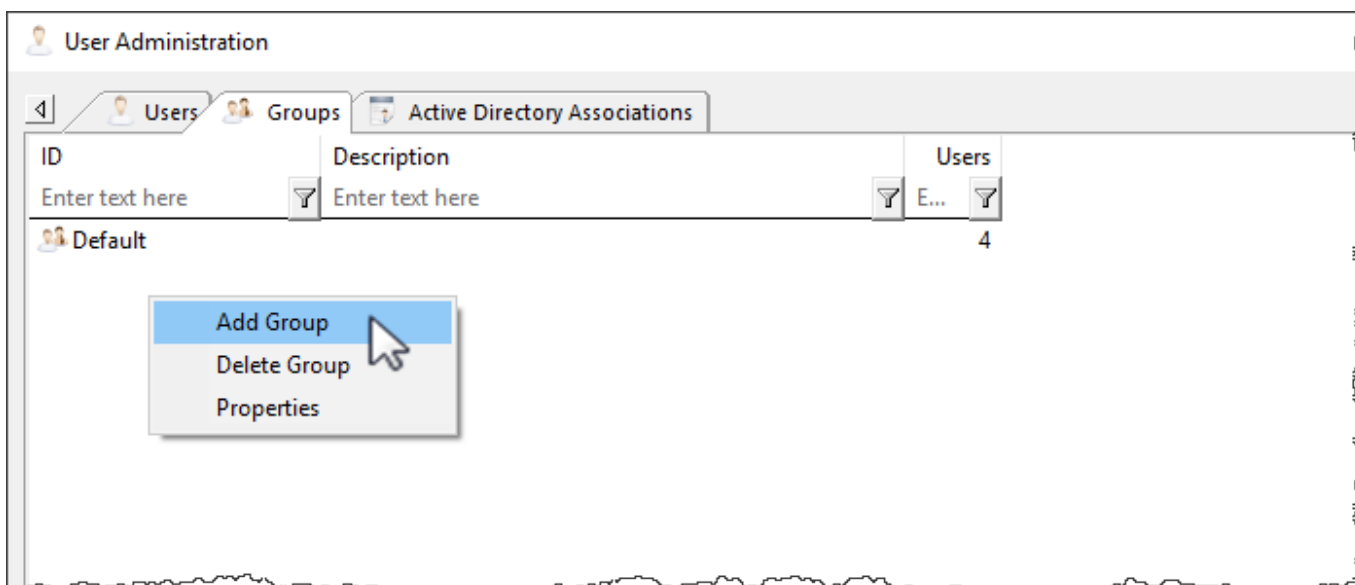 User Administration
Users Groups Active Directory Associations
ID Description Users
Enter text here Enter text here E...
Default 4
Add Group
Delete Group
Properties